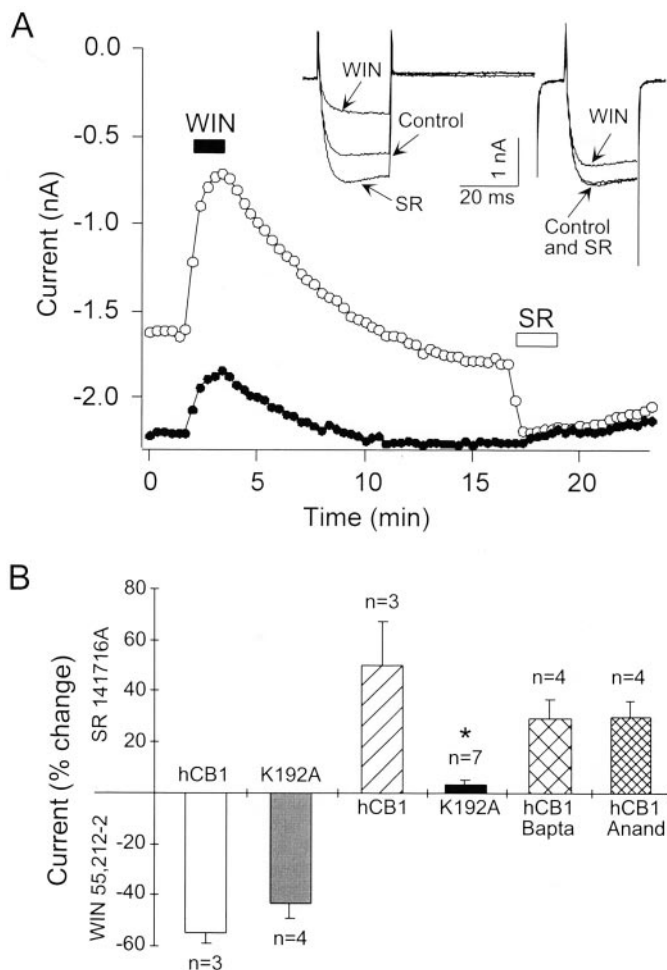 A
0.0
-0.5
-1.0
-1.5
-2.0
Current (nA)
WIN
SR
WIN
Control
SR
1 nA
20 ms
WIN
Control
and SR
0
5
10
15
20
Time (min)
B
Current (% change)
SR 141716A
WIN 55,212-2
80
60
40
20
-20
-40
-60
hCB1
K192A
n=3
n=4
n=3
*
n=7
n=4
n=4
hCB1
K192A
hCB1
Bapta
hCB1
Anand